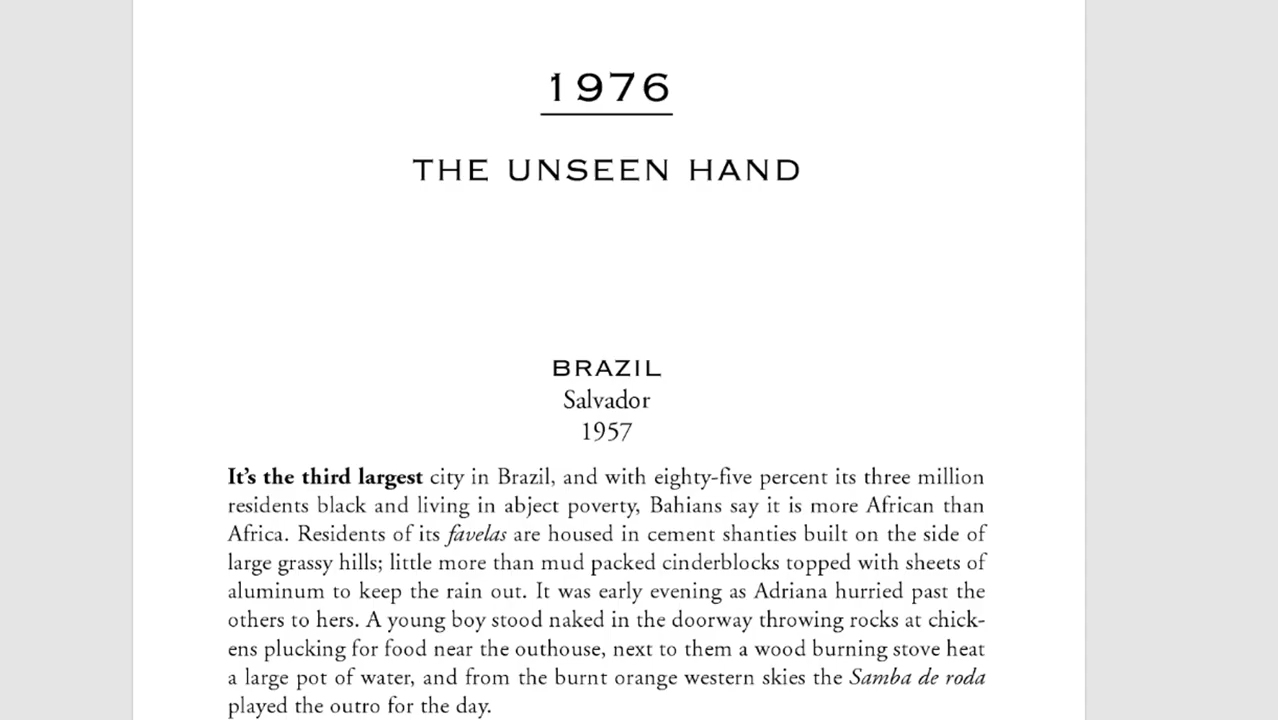 1976
THE UNSEEN HAND
BRAZIL
Salvador
1957
It's the third largest city in Brazil, and with eighty-five percent its three million
residents black and living in abject poverty, Bahians say it is more African than
Africa. Residents of its favelas are housed in cement shanties built on the side of
large grassy hills; little more than mud packed cinderblocks topped with sheets of
aluminum to keep the rain out. It was early evening as Adriana hurried past the
others to hers. A young boy stood naked in the doorway throwing rocks at chick-
ens plucking for food near the outhouse, next to them a wood burning stove heat
a large pot of water, and from the burnt orange western skies the Samba de roda
played the outro for the day.